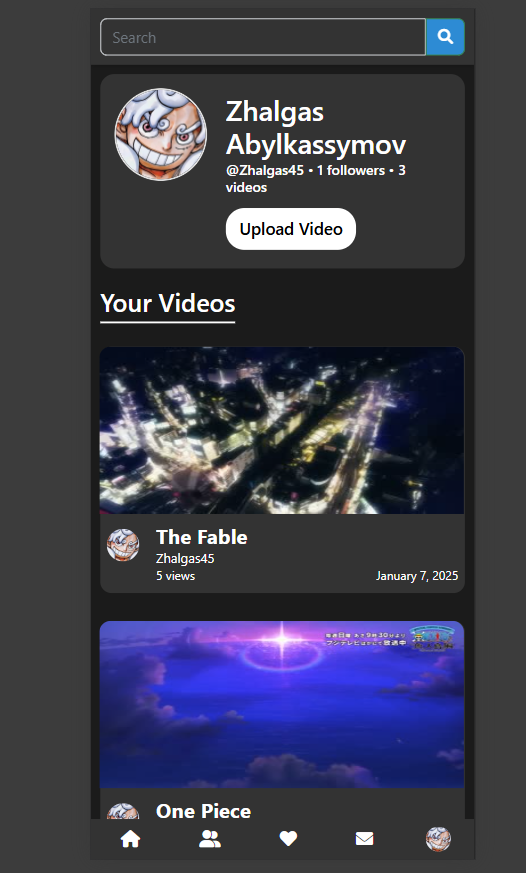 Search
Zhalgas
Abylkassymov
@Zhalgas45 • 1 followers • 3
videos
Upload Video
Your Videos
The Fable
Zhalgas45
5 views
January 7, 2025
One Piece